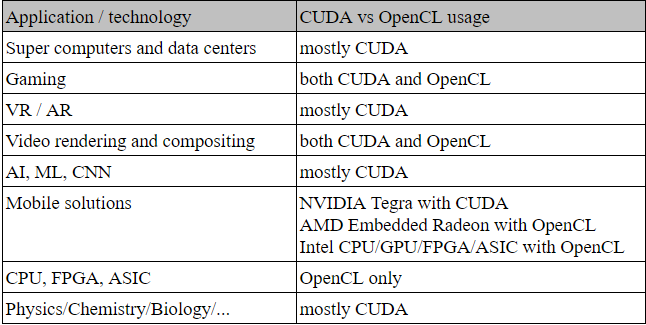 Application / technology CUDA vs OpenCL usage
Super computers and data centers mostly CUDA
Gaming both CUDA and OpenCL
VR / AR mostly CUDA
Video rendering and compositing both CUDA and OpenCL
AI, ML, CNN mostly CUDA
Mobile solutions NVIDIA Tegra with CUDA
AMD Embedded Radeon with OpenCL
Intel CPU/GPU/FPGA/ASIC with OpenCL
CPU, FPGA, ASIC OpenCL only
Physics/Chemistry/Biology/... mostly CUDA